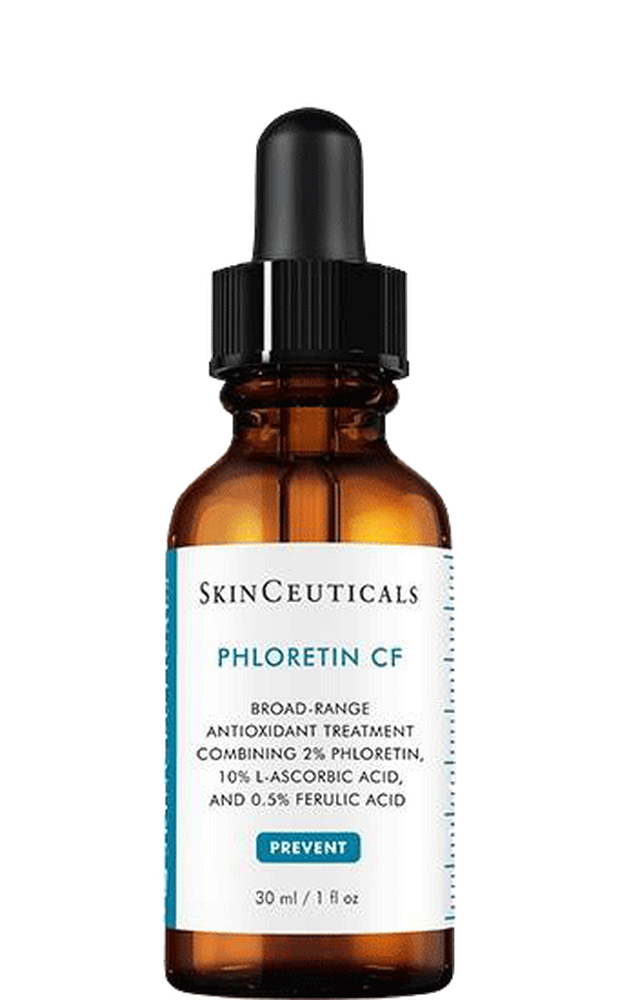 SKINCEUTICALS
PHLORETIN CF
BROAD-RANGE
ANTIOXIDANT TREATMENT
COMBINING 2% PHLORETIN,
10% L-ASCORBIC ACID,
AND 0.5% FERULIC ACID
PREVENT
30 ml / 1 fl oz